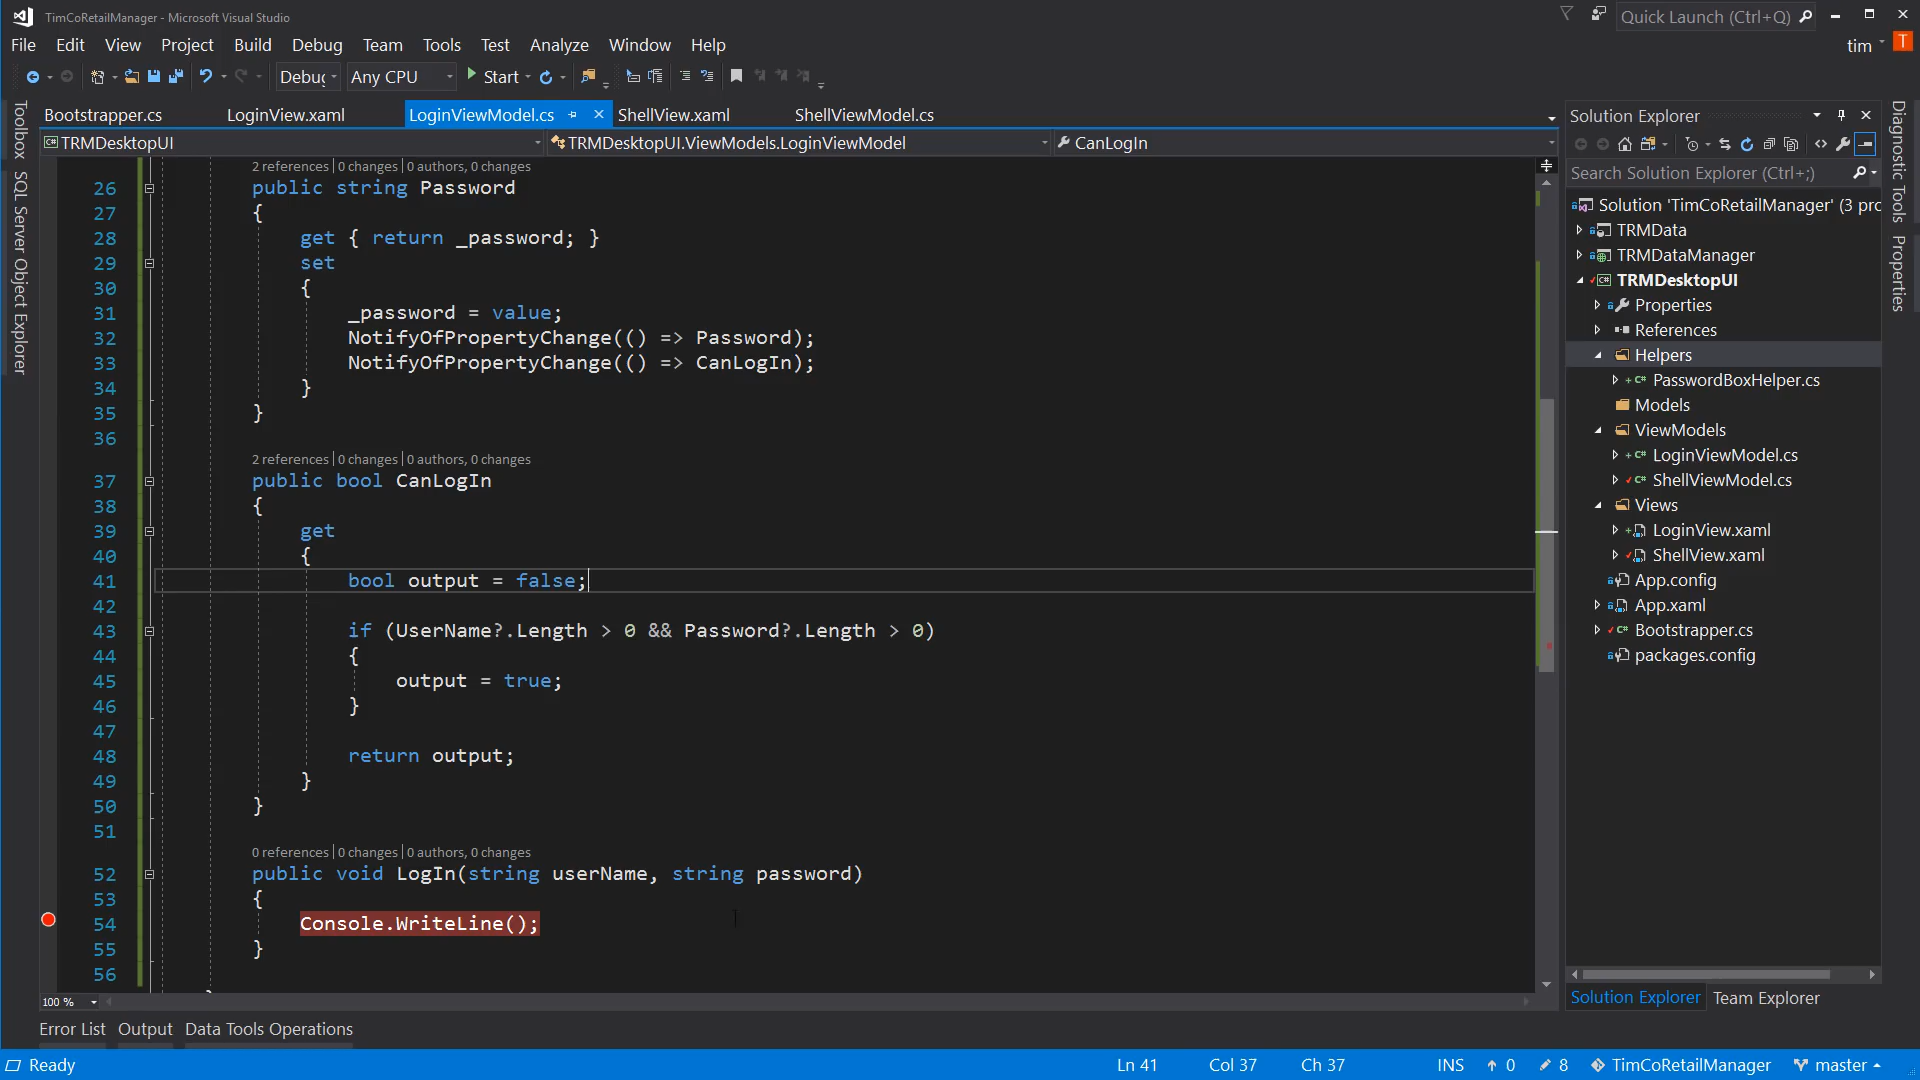 TimCoRetailManager - Microsoft Visual Studio
Quick Launch (Ctrl+Q)
File Edit View Project Build Debug Team Tools Test Analyze Window Help
tim T
Debug Any CPU Start
Bootstrapper.cs LoginView.xaml LoginViewModel.cs ShellView.xaml ShellViewModel.cs
TRMDesktopUI TRMDesktopUI.ViewModels.LoginViewModel CanLogIn
Toolbox
SQL Server Object Explorer
2 references | 0 changes | 0 authors, 0 changes
26 public string Password
27 {
28 get { return _password; }
29 set
30 {
31 _password = value;
32 NotifyOfPropertyChange(() => Password);
33 NotifyOfPropertyChange(() => CanLogIn);
34 }
35 }
36
2 references | 0 changes | 0 authors, 0 changes
37 public bool CanLogIn
38 {
39 get
40 {
41 bool output = false;
42
43 if (UserName?.Length > 0 && Password?.Length > 0)
44 {
45 output = true;
46 }
47
48 return output;
49 }
50 }
51
0 references | 0 changes | 0 authors, 0 changes
52 public void LogIn(string userName, string password)
53 {
54 Console.WriteLine();
55 }
56
100 %
Solution Explorer
Search Solution Explorer (Ctrl+;)
Solution 'TimCoRetailManager' (3 pro
TRMData
TRMDataManager
TRMDesktopUI
Properties
References
Helpers
PasswordBoxHelper.cs
Models
ViewModels
LoginViewModel.cs
ShellViewModel.cs
Views
LoginView.xaml
ShellView.xaml
App.config
App.xaml
Bootstrapper.cs
packages.config
Solution Explorer Team Explorer
Diagnostic Tools
Properties
Error List Output Data Tools Operations
Ready Ln 41 Col 37 Ch 37 INS 0 8 TimCoRetailManager master